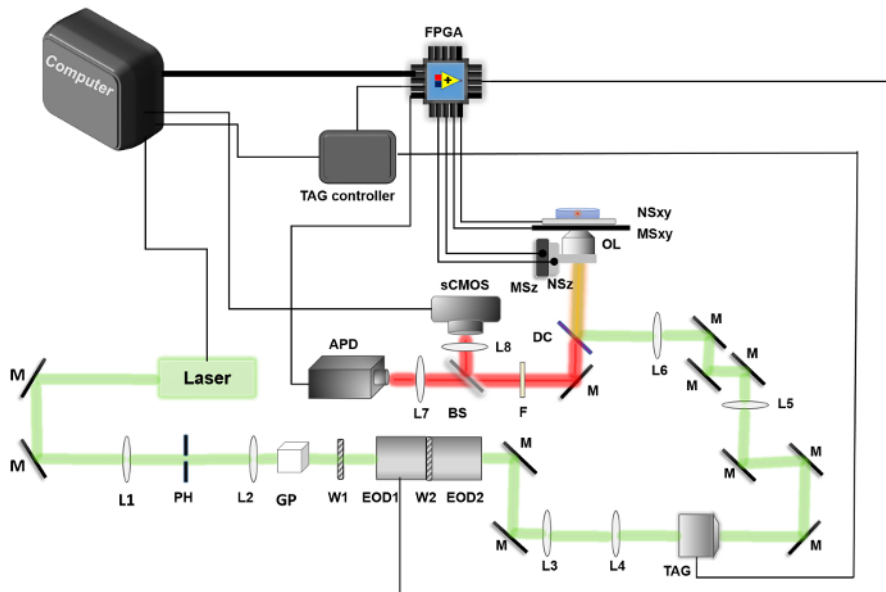 FPGA
Computer
TAG controller
NSxy
MSxy
OL
MSz
NSz
sCMOS
L8
APD
DC
M
L6
M
M
M
Laser
L7
BS
F
M
L5
M
M
L1
PH
L2
GP
W1
EOD1
W2
EOD2
M
M
M
M
L3
L4
TAG
M